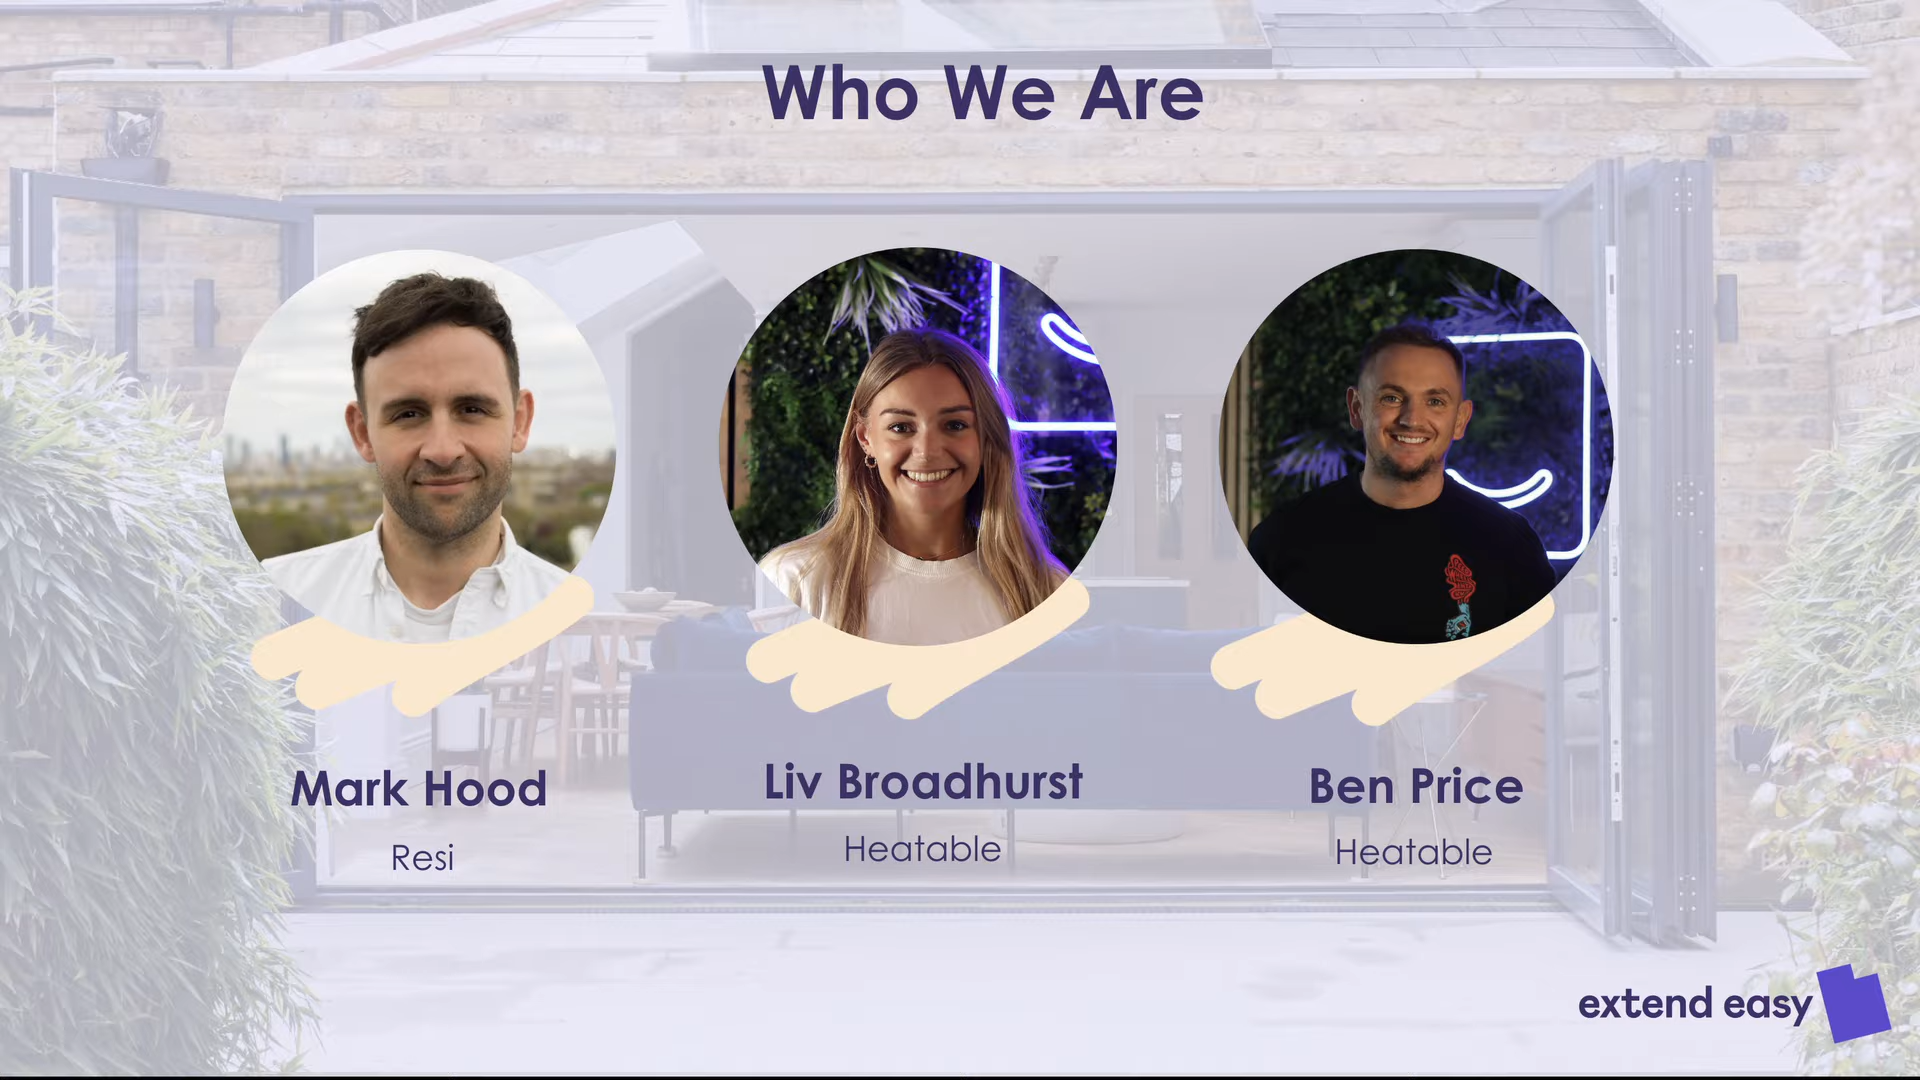 Who We Are
Mark Hood
Resi
Liv Broadhurst
Heatable
Ben Price
Heatable
extend easy